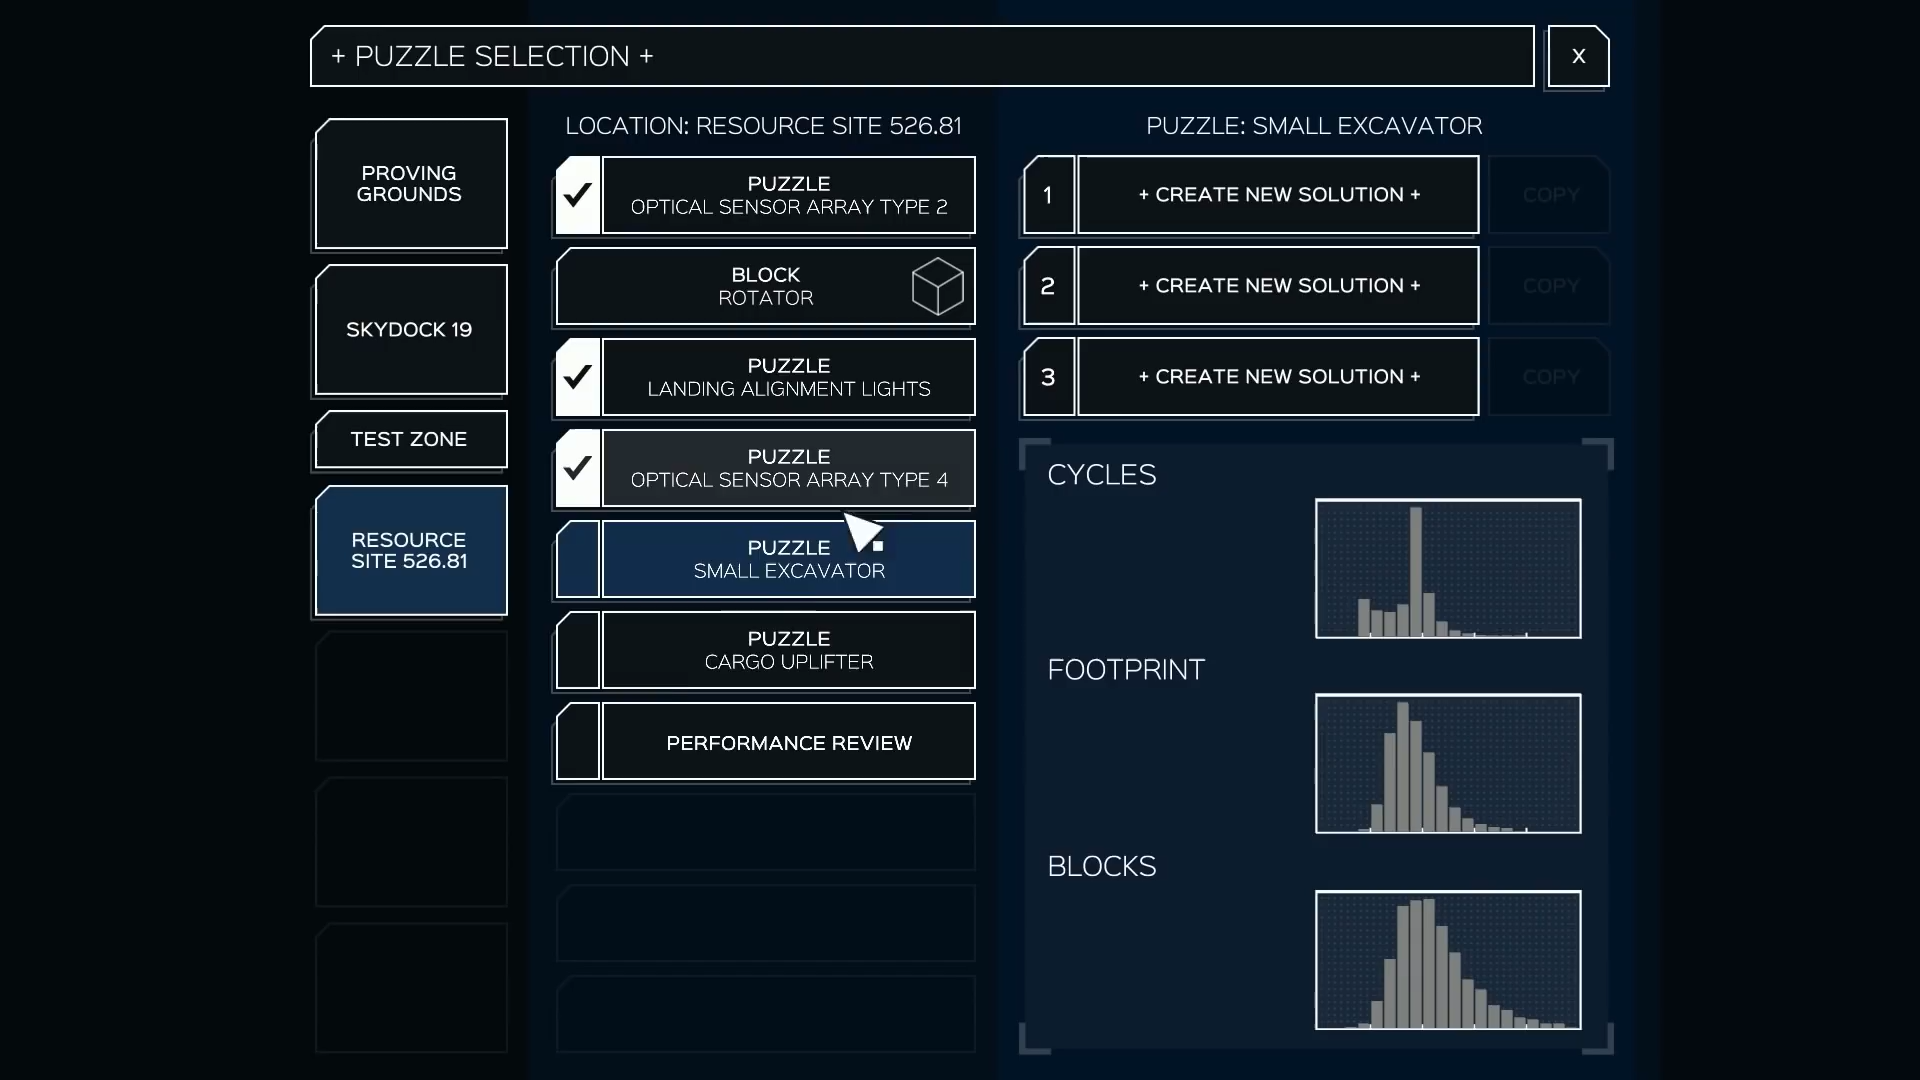 + PUZZLE SELECTION +
X
PROVING
GROUNDS
SKYDOCK 19
TEST ZONE
RESOURCE
SITE 526.81
LOCATION: RESOURCE SITE 526.81
PUZZLE
OPTICAL SENSOR ARRAY TYPE 2
BLOCK
ROTATOR
PUZZLE
LANDING ALIGNMENT LIGHTS
PUZZLE
OPTICAL SENSOR ARRAY TYPE 4
PUZZLE
SMALL EXCAVATOR
PUZZLE
CARGO UPLIFTER
PERFORMANCE REVIEW
PUZZLE: SMALL EXCAVATOR
1 + CREATE NEW SOLUTION + COPY
2 + CREATE NEW SOLUTION + COPY
3 + CREATE NEW SOLUTION + COPY
CYCLES
FOOTPRINT
BLOCKS